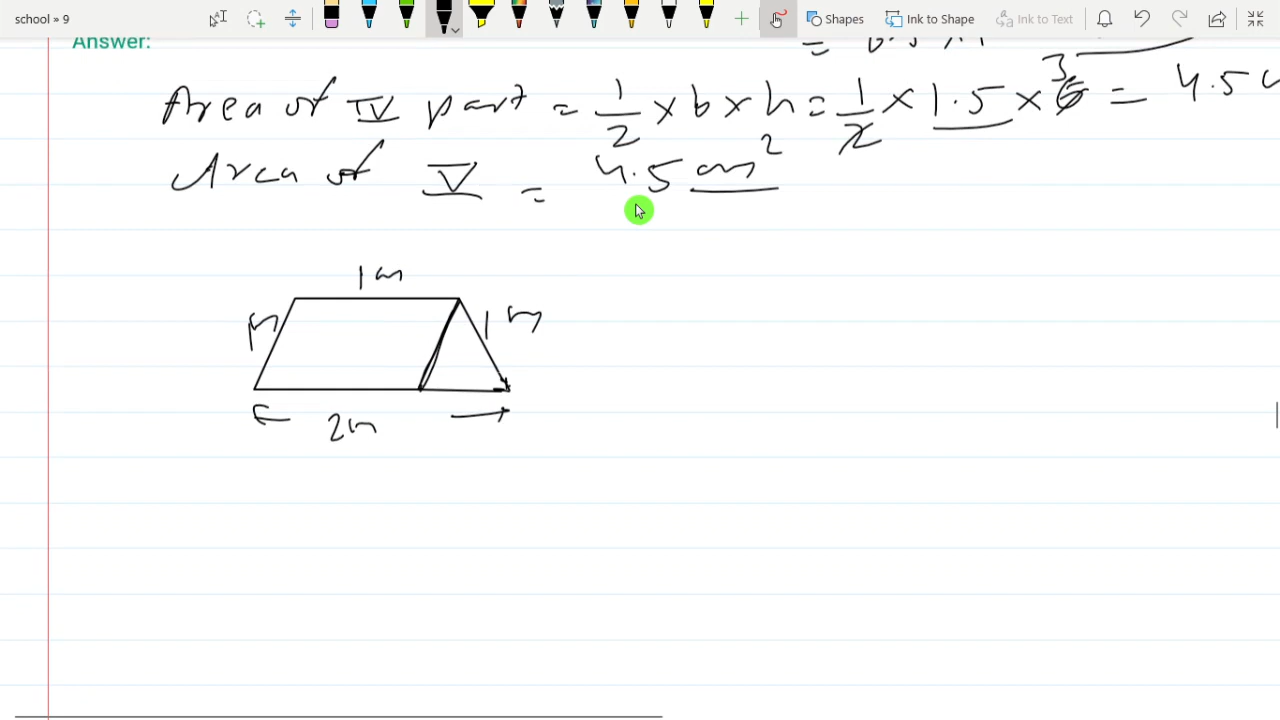 school » 9
Shapes Ink to Shape Ink to Text
Answer:
Area of IV part = 1/2 × b × h = 1/2 × 1.5 × 6 3 = 4.5
Area of V = 4.5 cm²
1m
1m
1m
2m